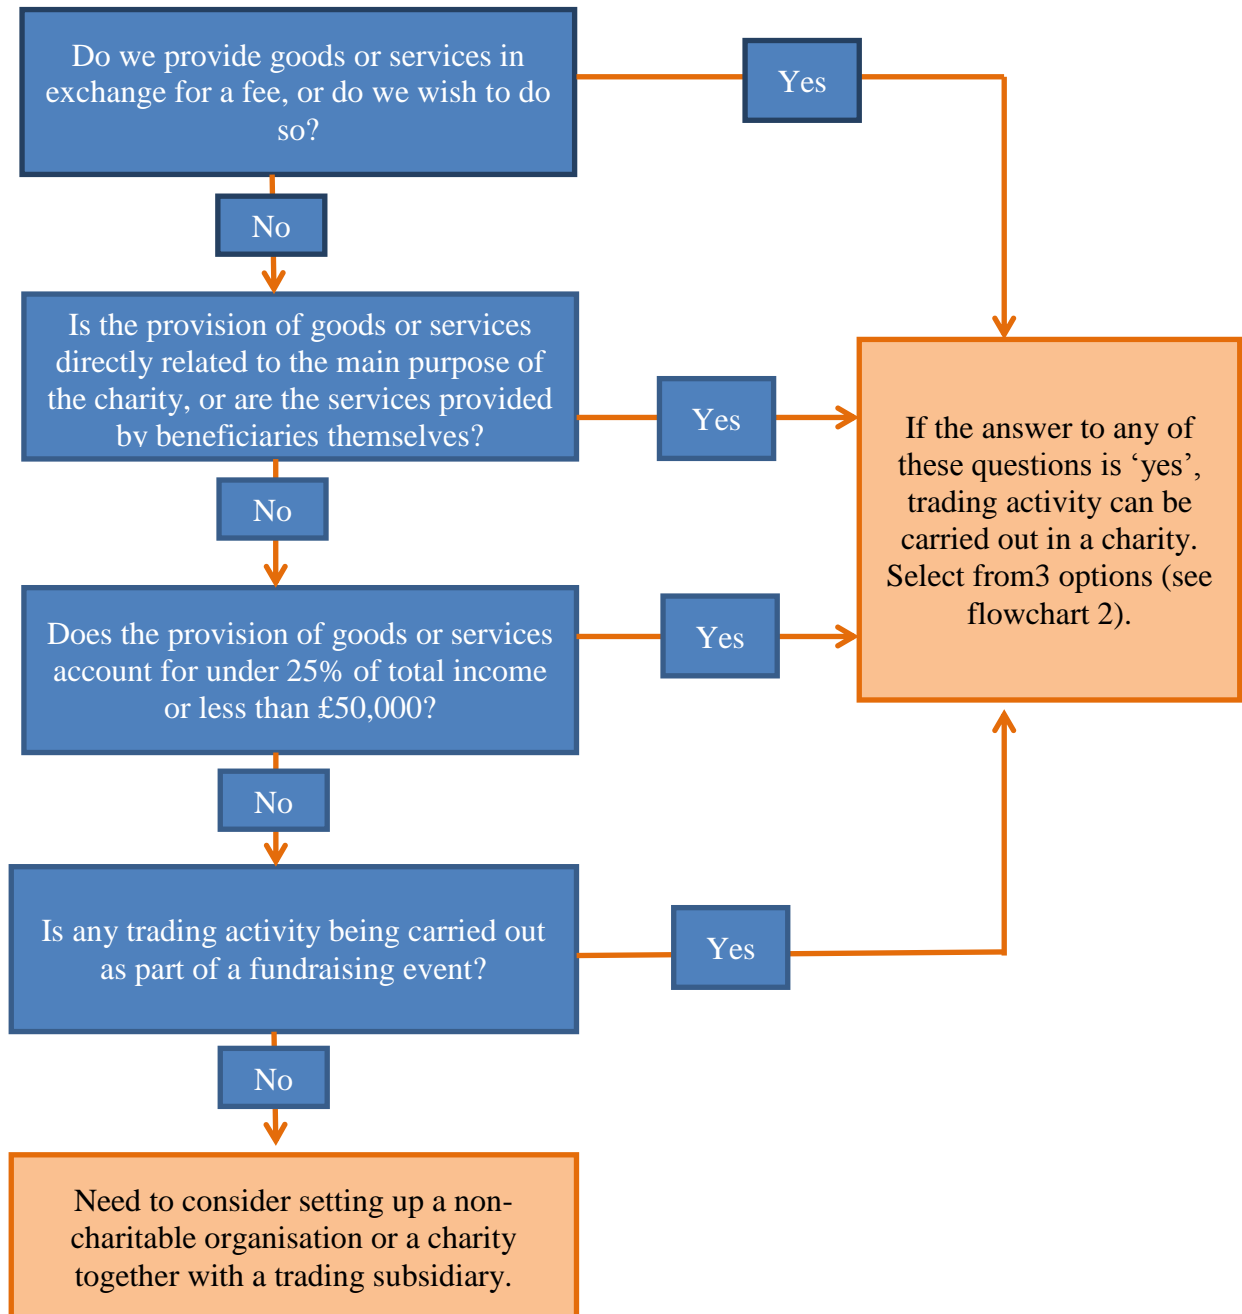 Do we provide goods or services in
exchange for a fee, or do we wish to do
so?
Yes
No
Is the provision of goods or services
directly related to the main purpose of
the charity, or are the services provided
by beneficiaries themselves?
Yes
If the answer to any of
these questions is ‘yes’,
trading activity can be
carried out in a charity.
Select from3 options (see
flowchart 2).
No
Does the provision of goods or services
account for under 25% of total income
or less than £50,000?
Yes
No
Is any trading activity being carried out
as part of a fundraising event?
Yes
No
Need to consider setting up a non-
charitable organisation or a charity
together with a trading subsidiary.